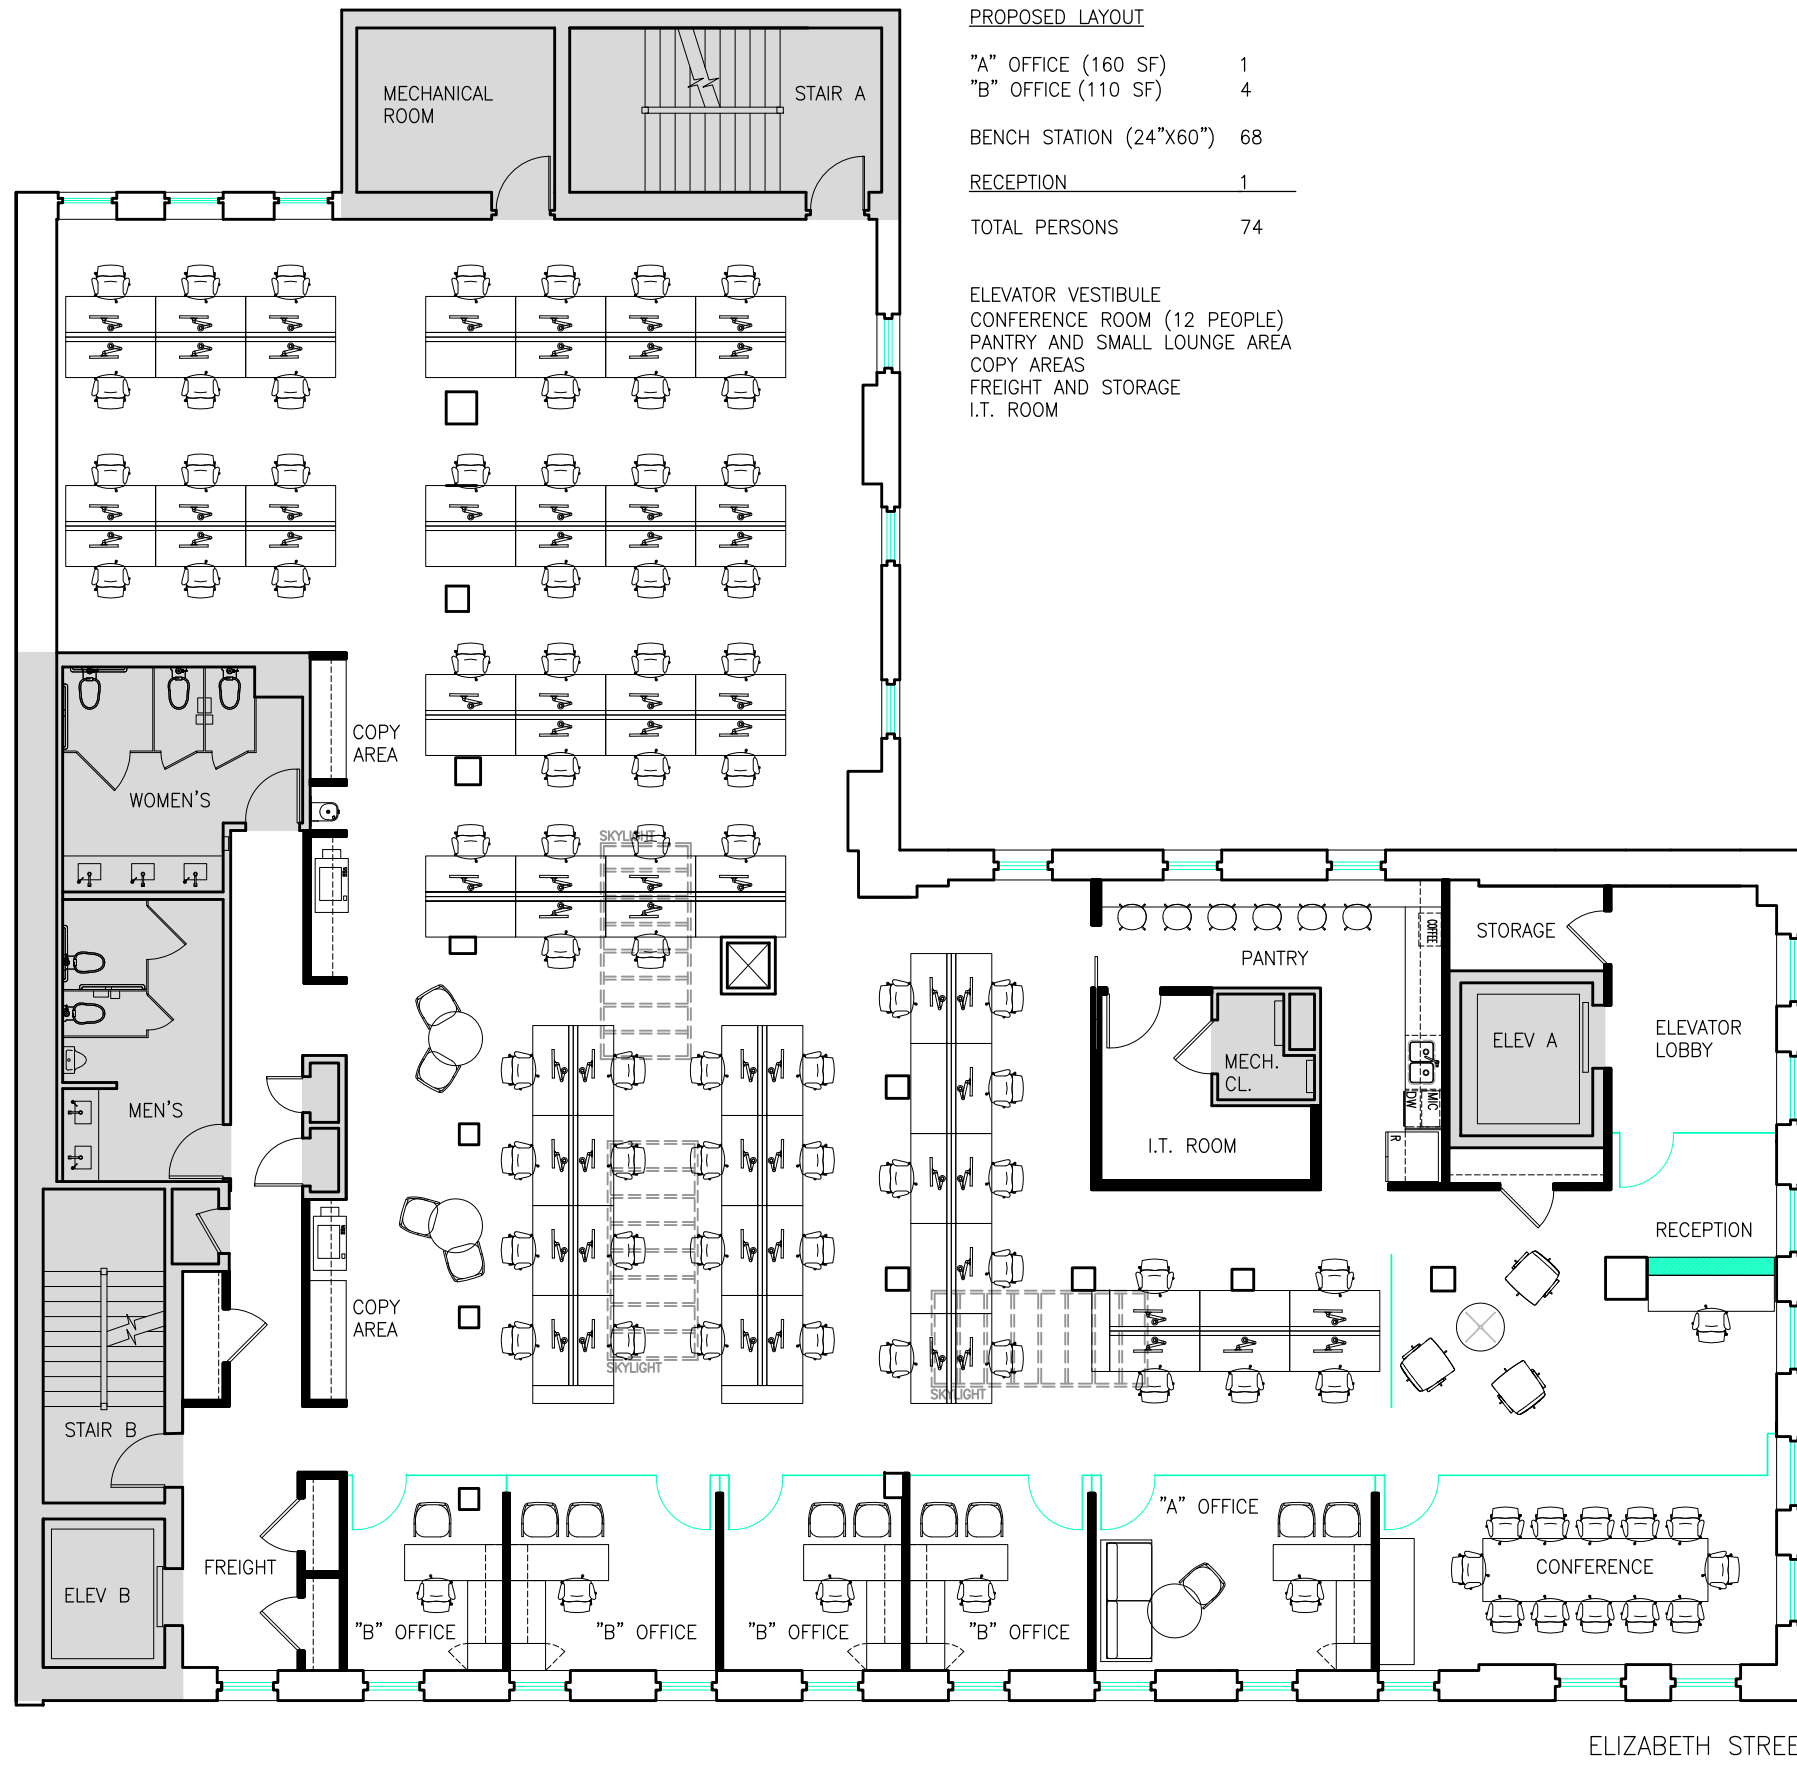 PROPOSED LAYOUT
"A" OFFICE (160 SF) 1
"B" OFFICE (110 SF) 4
BENCH STATION (24"X60") 68
RECEPTION 1
TOTAL PERSONS 74
ELEVATOR VESTIBULE
CONFERENCE ROOM (12 PEOPLE)
PANTRY AND SMALL LOUNGE AREA
COPY AREAS
FREIGHT AND STORAGE
I.T. ROOM
MECHANICAL
ROOM
STAIR A
COPY
AREA
WOMEN'S
SKYLIGHT
STORAGE
COFFEE
PANTRY
ELEVATOR
LOBBY
ELEV A
MECH.
CL.
MEN'S
DW
MIC
R
I.T. ROOM
RECEPTION
COPY
AREA
SKYLIGHT
SKYLIGHT
STAIR B
"A" OFFICE
FREIGHT
CONFERENCE
ELEV B
"B" OFFICE
"B" OFFICE
"B" OFFICE
"B" OFFICE
ELIZABETH STREE